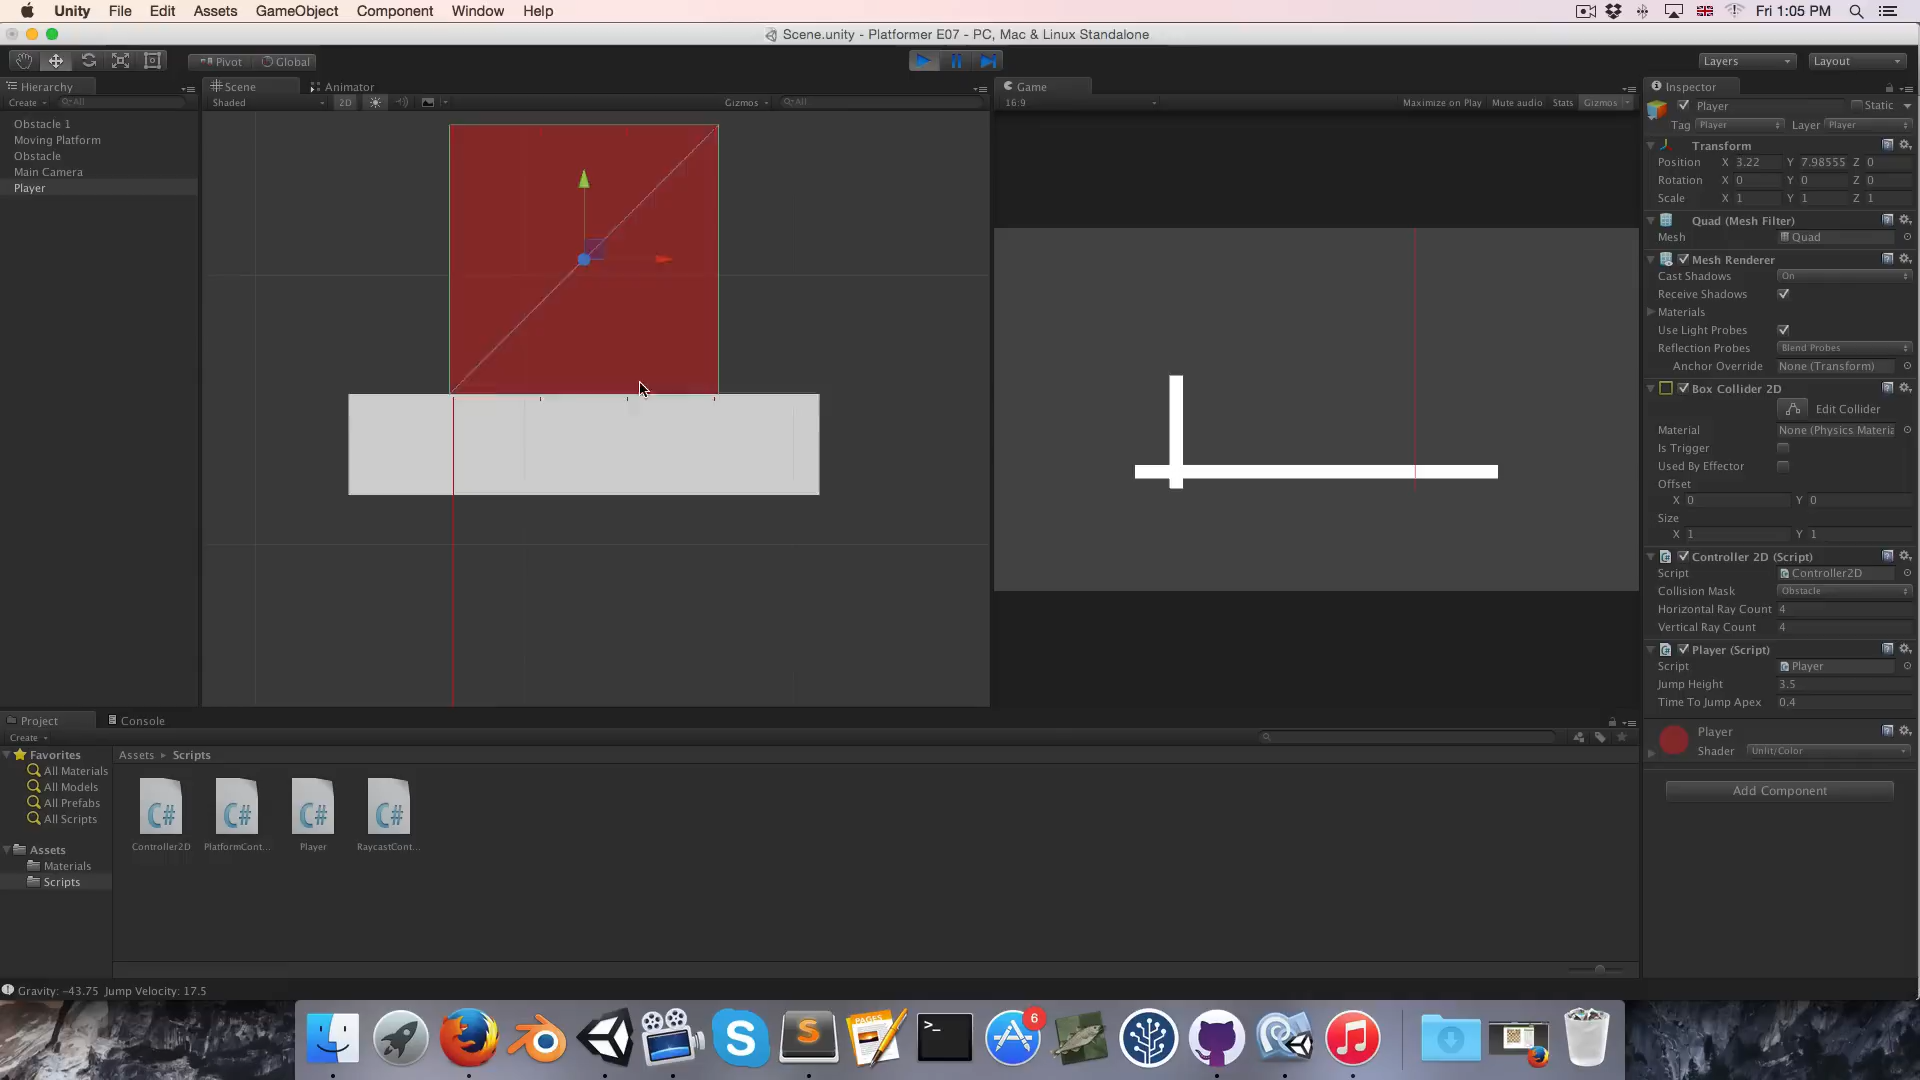 Unity File Edit Assets GameObject Component Window Help
Fri 1:05 PM
Scene.unity - Platformer E07 - PC, Mac & Linux Standalone
Pivot Global
Layers Layout
Hierarchy
Create All
Obstacle 1
Moving Platform
Obstacle
Main Camera
Player
Scene Animator
Shaded 2D Gizmos All
Game
16:9 Maximize on Play Mute audio Stats Gizmos
Inspector
Player Static
Tag Player Layer Player
Transform
Position X 3.22 Y 7.98555 Z 0
Rotation X 0 Y 0 Z 0
Scale X 1 Y 1 Z 1
Quad (Mesh Filter)
Mesh Quad
Mesh Renderer
Cast Shadows On
Receive Shadows
Materials
Use Light Probes
Reflection Probes Blend Probes
Anchor Override None (Transform)
Box Collider 2D
Edit Collider
Material None (Physics Materia
Is Trigger
Used By Effector
Offset
X 0 Y 0
Size
X 1 Y 1
Controller 2D (Script)
Script Controller2D
Collision Mask Obstacle
Horizontal Ray Count 4
Vertical Ray Count 4
Player (Script)
Script Player
Jump Height 3.5
Time To Jump Apex 0.4
Player
Shader Unlit/Color
Add Component
Project Console
Create
Favorites
All Materials
All Models
All Prefabs
All Scripts
Assets
Materials
Scripts
Assets Scripts
C# C# C# C#
Controller2D PlatformCont... Player RaycastCont...
Gravity: -43.75 Jump Velocity: 17.5
PAGES
6